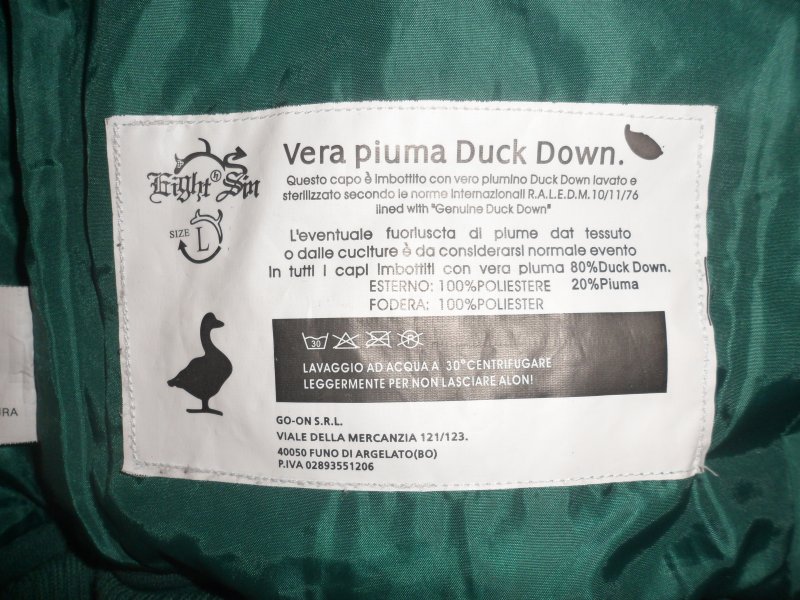 Eight Sin
SIZE L
Vera piuma Duck Down.
Questo capo è imbottito con vero piumino Duck Down lavato e
sterilizzato secondo le norme internazionali R.A.L.E.D.M. 10/11/76
lined with "Genuine Duck Down"
L'eventuale fuoriuscta di piume dat tessuto
o dalle cuciture è da considerarsi normale evento
in tutti i capi imbottiti con vera piuma 80%Duck Down.
ESTERNO: 100%POLIESTERE 20%Piuma
FODERA: 100%POLIESTER
30
LAVAGGIO AD ACQUA A 30°CENTRIFUGARE
LEGGERMENTE PER NON LASCIARE ALONI!
GO-ON S.R.L.
VIALE DELLA MERCANZIA 121/123.
40050 FUNO DI ARGELATO(BO)
P.IVA 02893551206